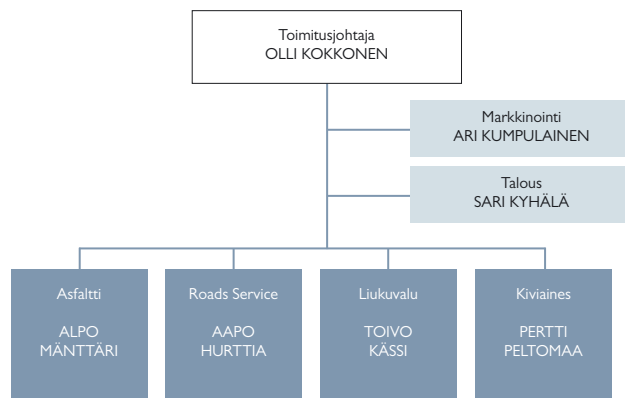 Toimitusjohtaja
OLLI KOKKONEN
Markkinointi
ARI KUMPULAINEN
Talous
SARI KYHÄLÄ
Asfaltti
ALPO
MÄNTTÄRI
Roads Service
AAPO
HURTTIA
Liukuvalu
TOIVO
KÄSSI
Kiviaines
PERTTI
PELTOMAA